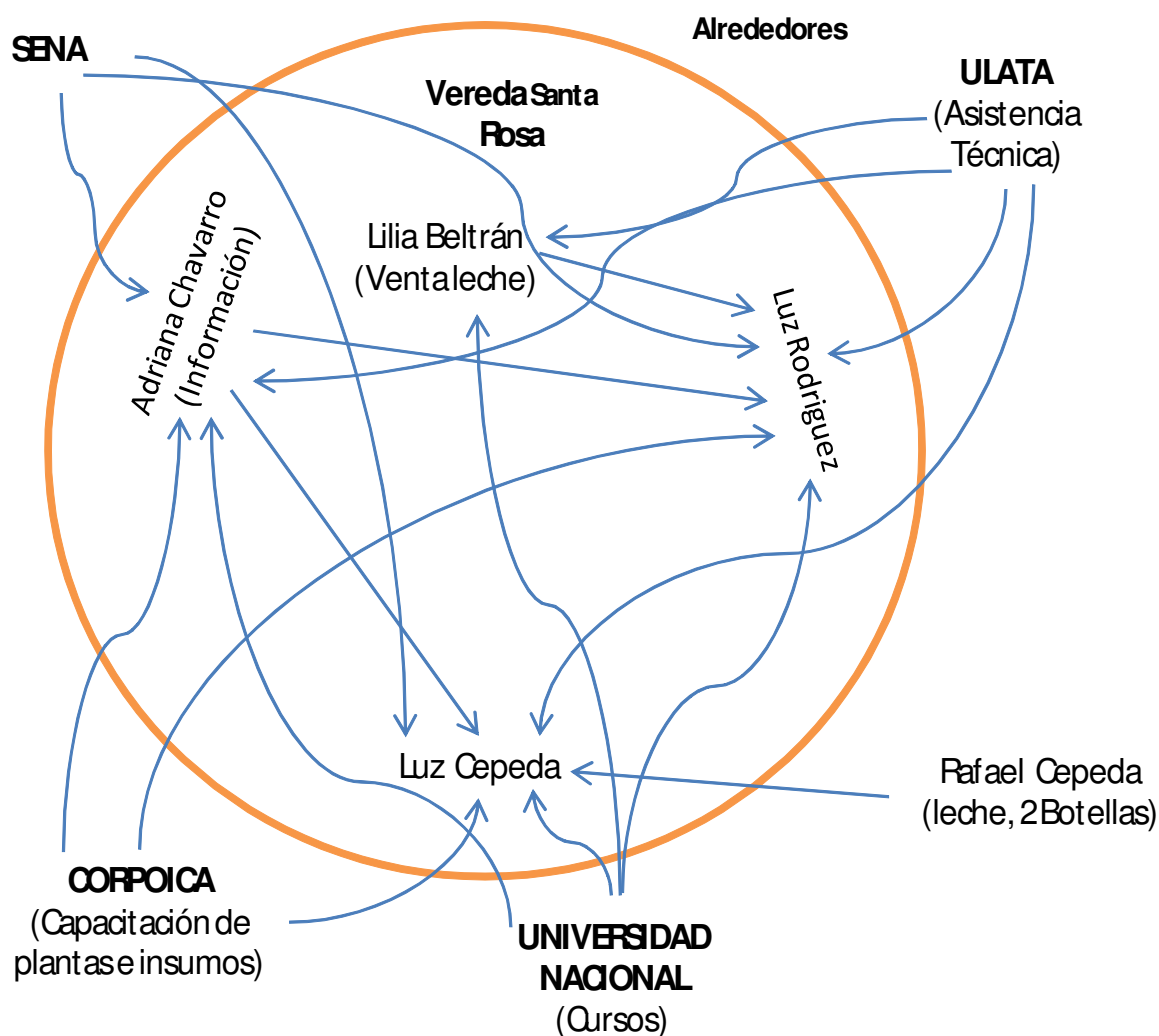 Alrededores
SENA
ULATA
(Asistencia
Técnica)
Vereda Santa
Rosa
Adriana Chavarro
(Información)
Lilia Beltrán
(Venta leche)
Luz Rodriguez
Luz Cepeda
Rafael Cepeda
(leche, 2 Botellas)
CORPOICA
(Capacitación de
plantas e insumos)
UNIVERSIDAD
NACIONAL
(Cursos)